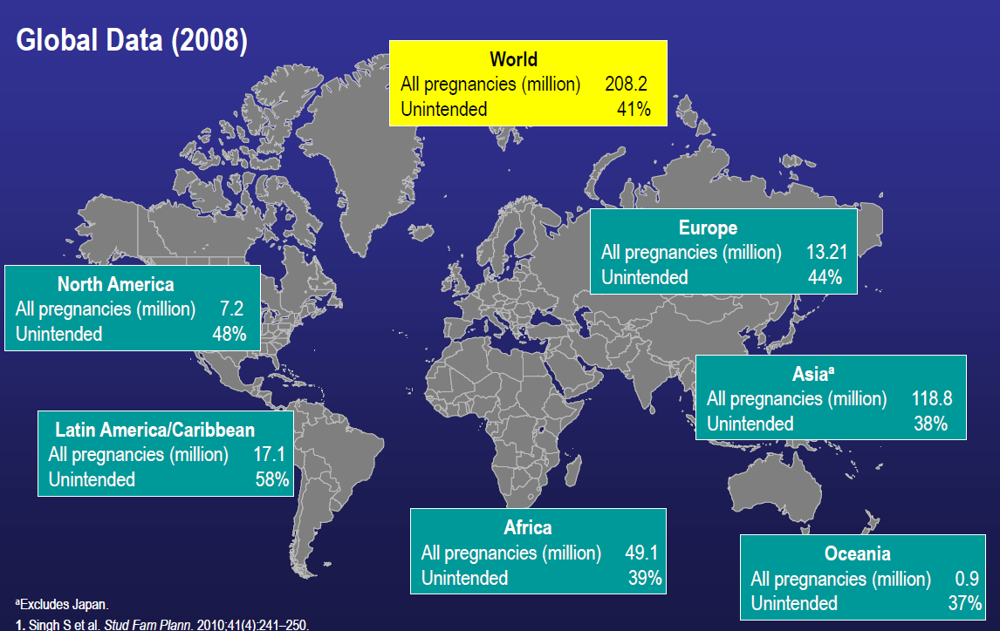 Global Data (2008)
World
All pregnancies (million) 208.2
Unintended 41%
Europe
All pregnancies (million) 13.21
Unintended 44%
North America
All pregnancies (million) 7.2
Unintended 48%
Asiaª
All pregnancies (million) 118.8
Unintended 38%
Latin America/Caribbean
All pregnancies (million) 17.1
Unintended 58%
Africa
All pregnancies (million) 49.1
Unintended 39%
Oceania
All pregnancies (million) 0.9
Unintended 37%
ªExcludes Japan.
1. Singh S et al. Stud Fam Plann. 2010;41(4):241–250.